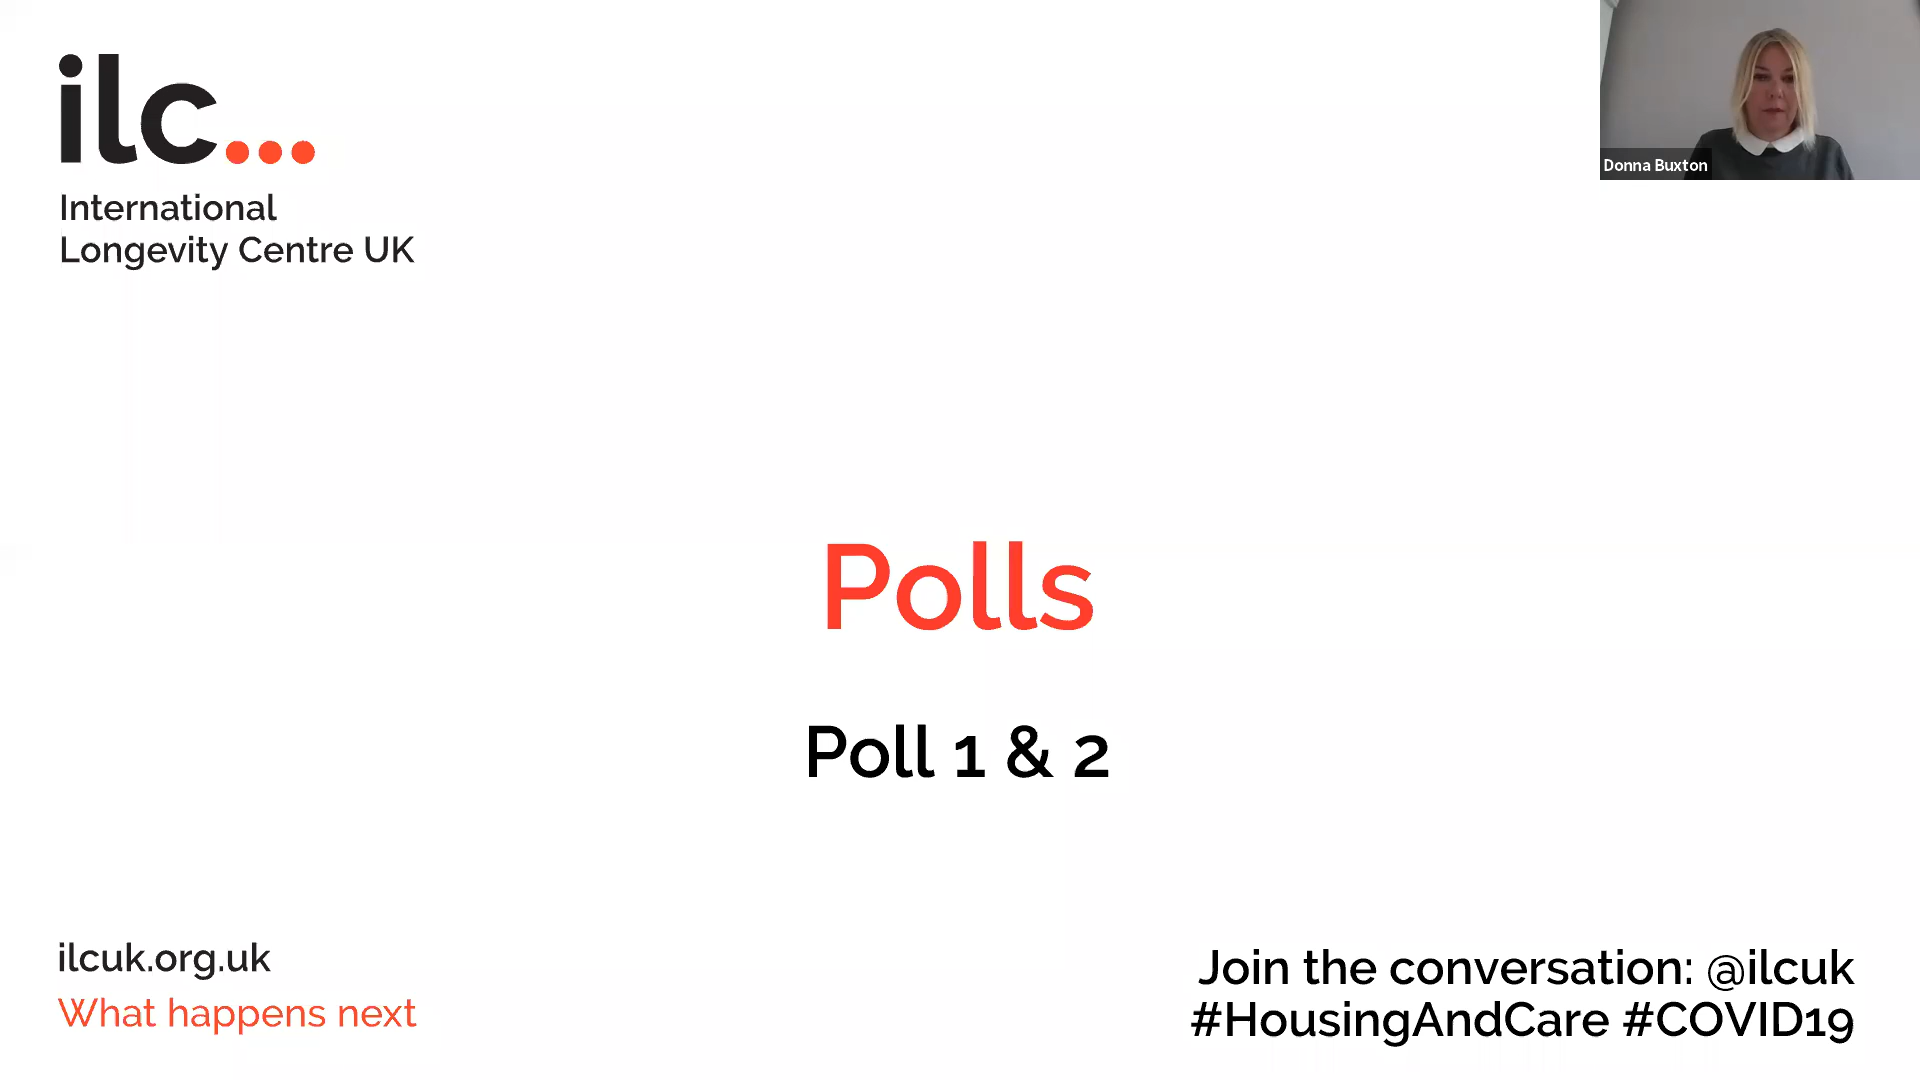 ilc...
International
Longevity Centre UK
Donna Buxton
Polls
Poll 1 & 2
ilcuk.org.uk
What happens next
Join the conversation: @ilcuk
#HousingAndCare #COVID19